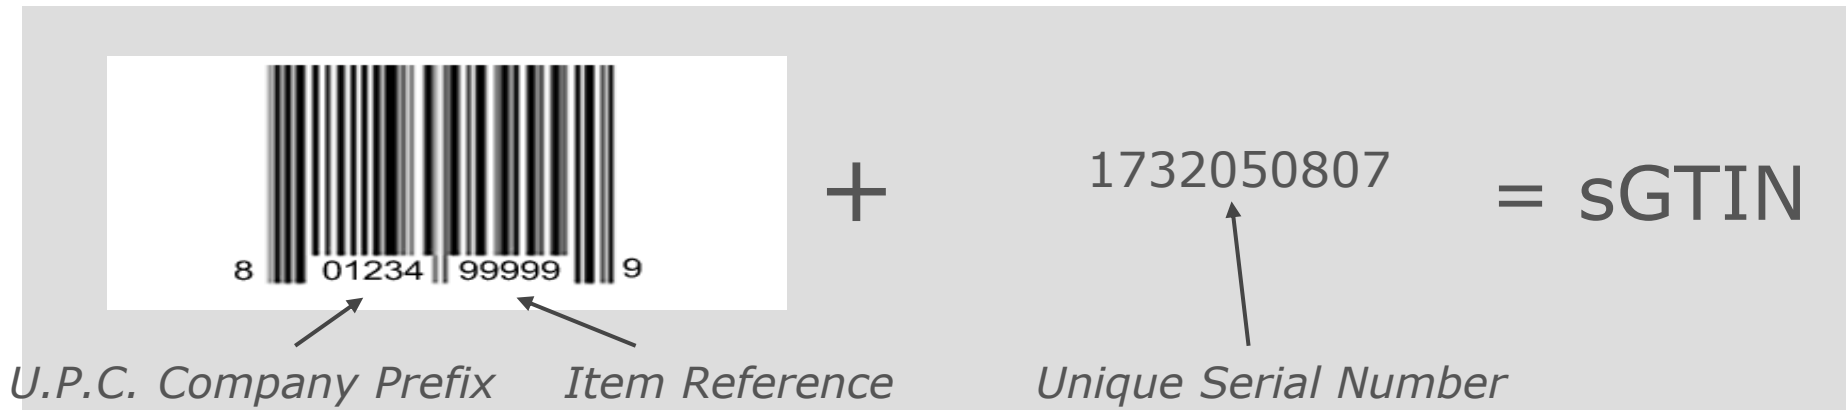 + 1732050807 = sGTIN
8 01234 99999 9
U.P.C. Company Prefix Item Reference Unique Serial Number